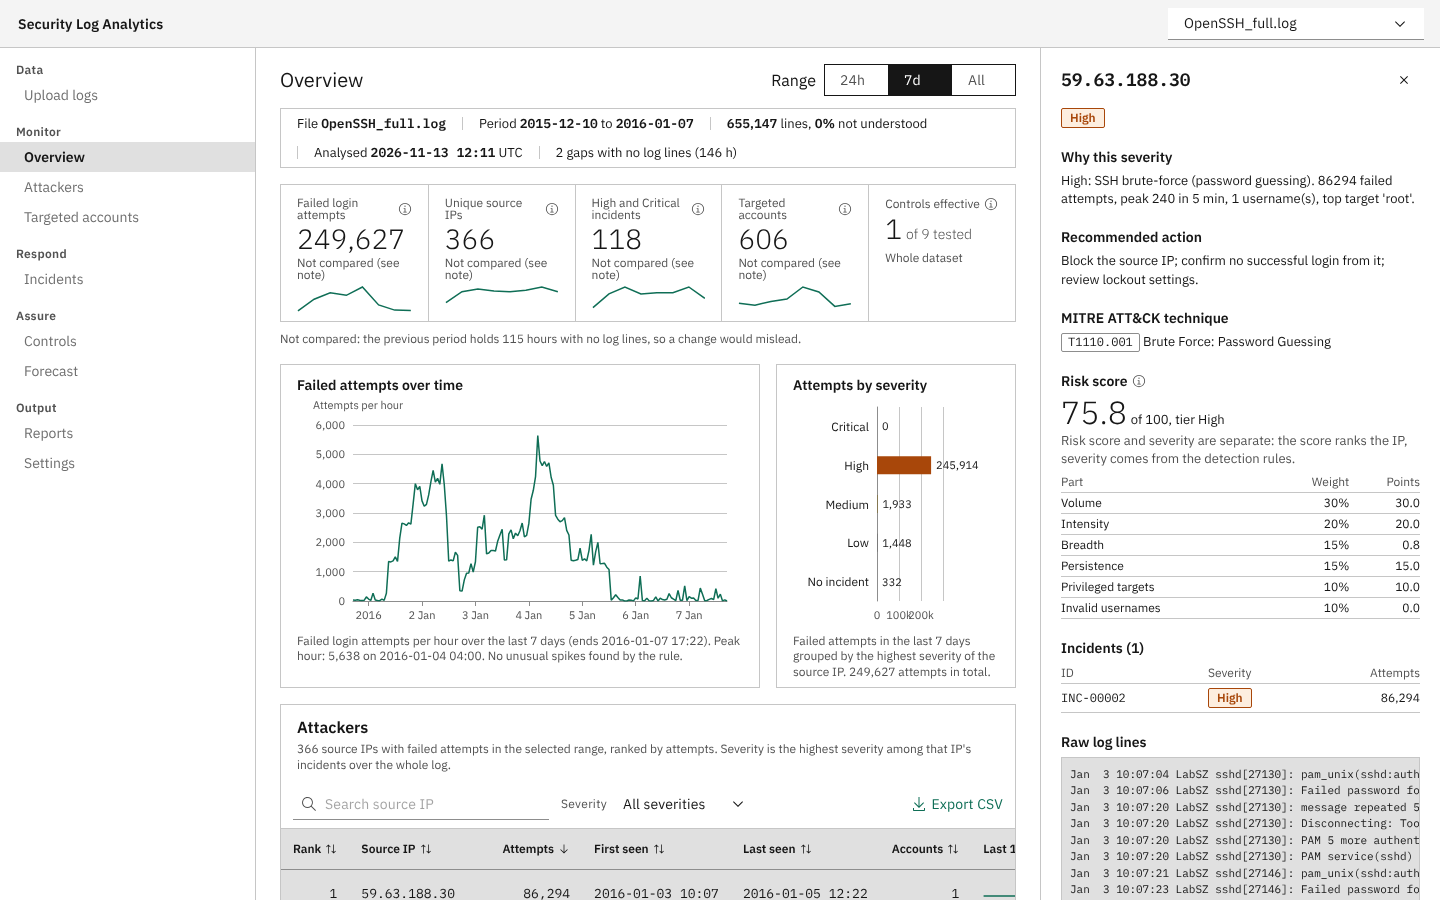 Security Log Analytics
OpenSSH_full.log
Data
Upload logs
Monitor
Overview
Attackers
Targeted accounts
Respond
Incidents
Assure
Controls
Forecast
Output
Reports
Settings
Overview
Range 24h 7d All
File OpenSSH_full.log Period 2015-12-10 to 2016-01-07 655,147 lines, 0% not understood
Analysed 2026-11-13 12:11 UTC 2 gaps with no log lines (146 h)
Failed login attempts
249,627
Not compared (see note)
Unique source IPs
366
Not compared (see note)
High and Critical incidents
118
Not compared (see note)
Targeted accounts
606
Not compared (see note)
Controls effective
1 of 9 tested
Whole dataset
Not compared: the previous period holds 115 hours with no log lines, so a change would mislead.
Failed attempts over time
Attempts per hour
6,000
5,000
4,000
3,000
2,000
1,000
0
2016 2 Jan 3 Jan 4 Jan 5 Jan 6 Jan 7 Jan
Failed login attempts per hour over the last 7 days (ends 2016-01-07 17:22). Peak
hour: 5,638 on 2016-01-04 04:00. No unusual spikes found by the rule.
Attempts by severity
Critical 0
High 245,914
Medium 1,933
Low 1,448
No incident 332
0 100k 200k
Failed attempts in the last 7 days
grouped by the highest severity of the
source IP. 249,627 attempts in total.
Attackers
366 source IPs with failed attempts in the selected range, ranked by attempts. Severity is the highest severity among that IP's
incidents over the whole log.
Search source IP Severity All severities Export CSV
Rank Source IP Attempts First seen Last seen Accounts Last 1
1 59.63.188.30 86,294 2016-01-03 10:07 2016-01-05 12:22 1
59.63.188.30
High
Why this severity
High: SSH brute-force (password guessing). 86294 failed
attempts, peak 240 in 5 min, 1 username(s), top target 'root'.
Recommended action
Block the source IP; confirm no successful login from it;
review lockout settings.
MITRE ATT&CK technique
T1110.001 Brute Force: Password Guessing
Risk score
75.8 of 100, tier High
Risk score and severity are separate: the score ranks the IP,
severity comes from the detection rules.
Part Weight Points
Volume 30% 30.0
Intensity 20% 20.0
Breadth 15% 0.8
Persistence 15% 15.0
Privileged targets 10% 10.0
Invalid usernames 10% 0.0
Incidents (1)
ID Severity Attempts
INC-00002 High 86,294
Raw log lines
Jan 3 10:07:04 LabSZ sshd[27130]: pam_unix(sshd:auth
Jan 3 10:07:06 LabSZ sshd[27130]: Failed password fo
Jan 3 10:07:20 LabSZ sshd[27130]: message repeated 5
Jan 3 10:07:20 LabSZ sshd[27130]: Disconnecting: Too
Jan 3 10:07:20 LabSZ sshd[27130]: PAM 5 more authent
Jan 3 10:07:20 LabSZ sshd[27130]: PAM service(sshd)
Jan 3 10:07:21 LabSZ sshd[27146]: pam_unix(sshd:auth
Jan 3 10:07:23 LabSZ sshd[27146]: Failed password fo